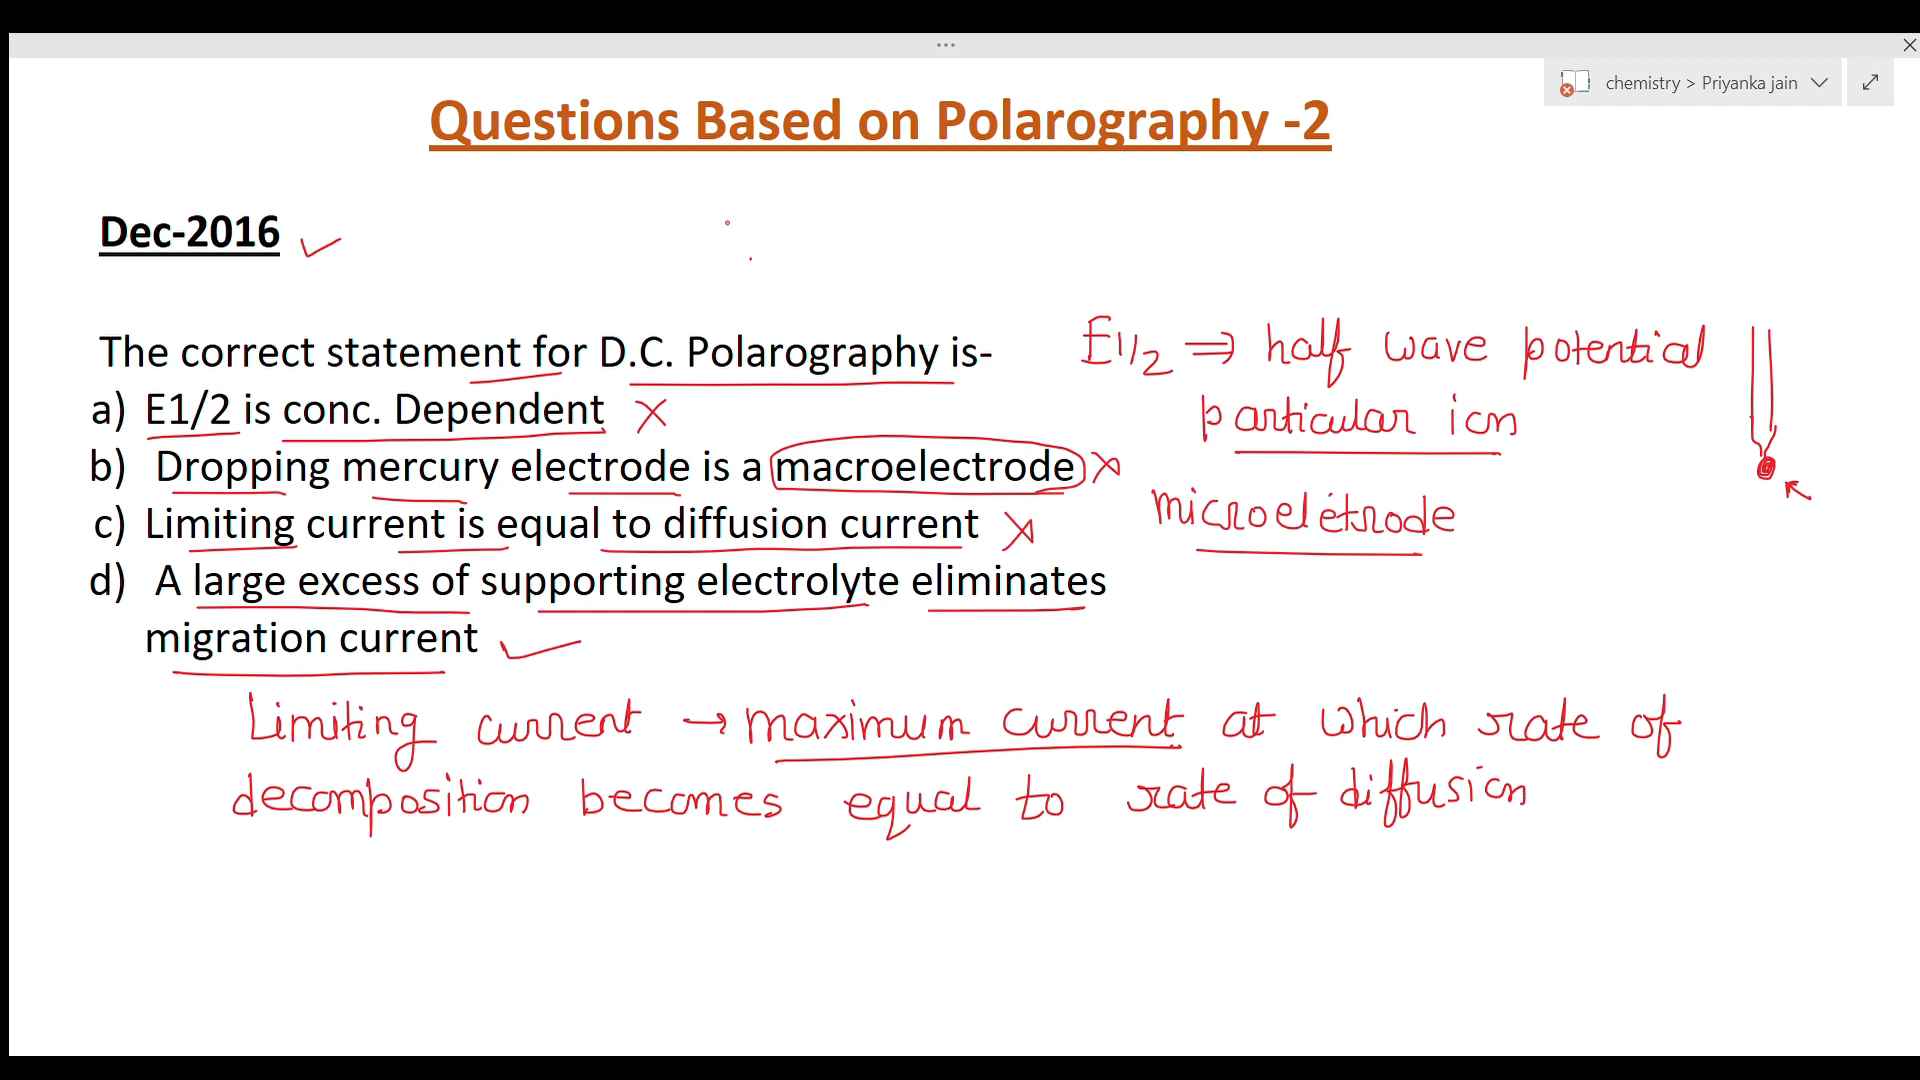 chemistry > Priyanka jain
Questions Based on Polarography -2
Dec-2016
The correct statement for D.C. Polarography is-
a) E1/2 is conc. Dependent
b) Dropping mercury electrode is a macroelectrode
c) Limiting current is equal to diffusion current
d) A large excess of supporting electrolyte eliminates
migration current
E1/2 ⇒ half wave potential
particular ion
microelétrode
Limiting current → maximum current at which rate of
decomposition becomes equal to rate of diffusion